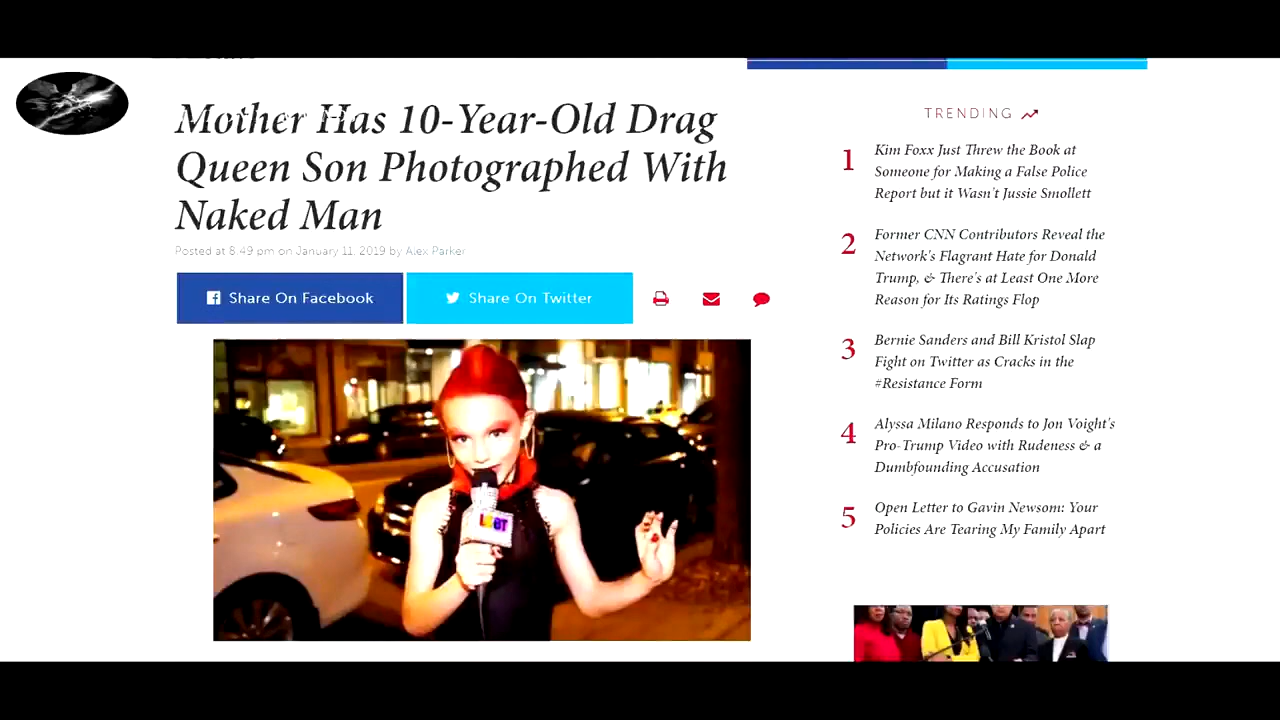 Mother Has 10-Year-Old Drag
Queen Son Photographed With
Naked Man
Posted at 8:49 pm on January 11, 2019 by Alex Parker
Share On Facebook
Share On Twitter
LGBT
TRENDING
1
Kim Foxx Just Threw the Book at
Someone for Making a False Police
Report but it Wasn't Jussie Smollett
2
Former CNN Contributors Reveal the
Network's Flagrant Hate for Donald
Trump, & There's at Least One More
Reason for Its Ratings Flop
3
Bernie Sanders and Bill Kristol Slap
Fight on Twitter as Cracks in the
#Resistance Form
4
Alyssa Milano Responds to Jon Voight's
Pro-Trump Video with Rudeness & a
Dumbfounding Accusation
5
Open Letter to Gavin Newsom: Your
Policies Are Tearing My Family Apart